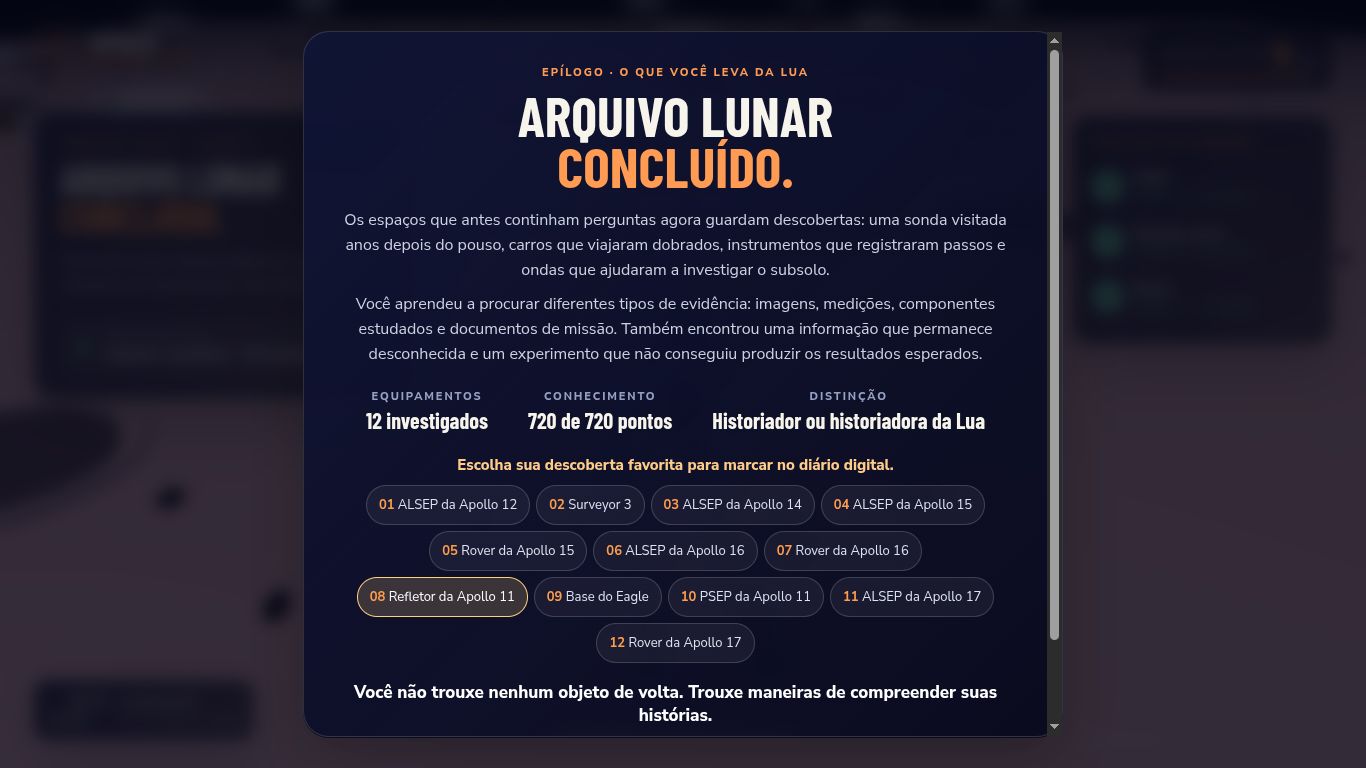 EPÍLOGO · O QUE VOCÊ LEVA DA LUA
ARQUIVO LUNAR
CONCLUÍDO.
Os espaços que antes continham perguntas agora guardam descobertas: uma sonda visitada
anos depois do pouso, carros que viajaram dobrados, instrumentos que registraram passos e
ondas que ajudaram a investigar o subsolo.
Você aprendeu a procurar diferentes tipos de evidência: imagens, medições, componentes
estudados e documentos de missão. Também encontrou uma informação que permanece
desconhecida e um experimento que não conseguiu produzir os resultados esperados.
EQUIPAMENTOS CONHECIMENTO DISTINÇÃO
12 investigados 720 de 720 pontos Historiador ou historiadora da Lua
Escolha sua descoberta favorita para marcar no diário digital.
01 ALSEP da Apollo 12 02 Surveyor 3 03 ALSEP da Apollo 14 04 ALSEP da Apollo 15
05 Rover da Apollo 15 06 ALSEP da Apollo 16 07 Rover da Apollo 16
08 Refletor da Apollo 11 09 Base do Eagle 10 PSEP da Apollo 11 11 ALSEP da Apollo 17
12 Rover da Apollo 17
Você não trouxe nenhum objeto de volta. Trouxe maneiras de compreender suas
histórias.